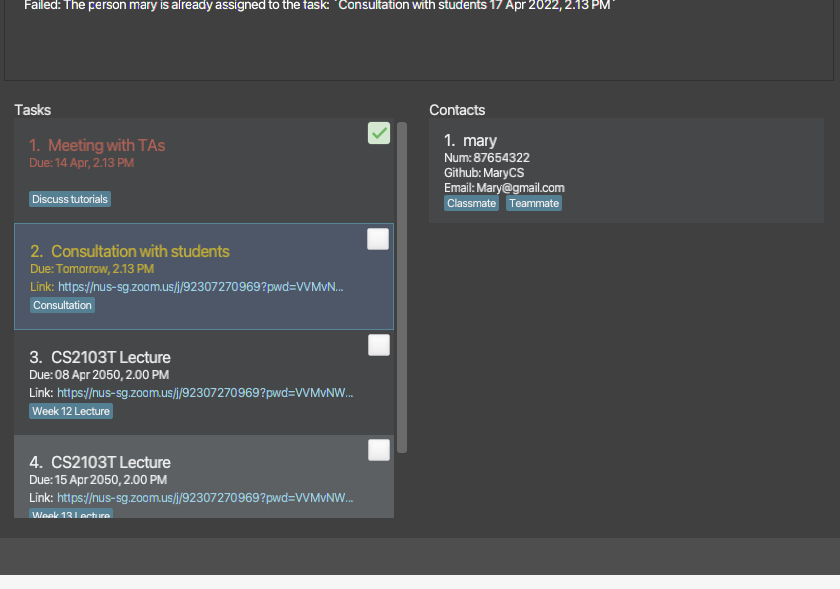 Failed: The person mary is already assigned to the task: `Consultation with students 17 Apr 2022, 2.13 PM`
Tasks
1. Meeting with TAs
Due: 14 Apr, 2.13 PM
Discuss tutorials
2. Consultation with students
Due: Tomorrow, 2.13 PM
Link: https://nus-sg.zoom.us/j/92307270969?pwd=VVMvN...
Consultation
3. CS2103T Lecture
Due: 08 Apr 2050, 2.00 PM
Link: https://nus-sg.zoom.us/j/92307270969?pwd=VVMvNW...
Week 12 Lecture
4. CS2103T Lecture
Due: 15 Apr 2050, 2.00 PM
Link: https://nus-sg.zoom.us/j/92307270969?pwd=VVMvNW...
Week 13 Lecture
Contacts
1. mary
Num: 87654322
Github: MaryCS
Email: Mary@gmail.com
Classmate Teammate